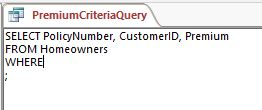 PremiumCriteriaQuery
SELECT PolicyNumber, CustomerID, Premium
FROM Homeowners
WHERE
;